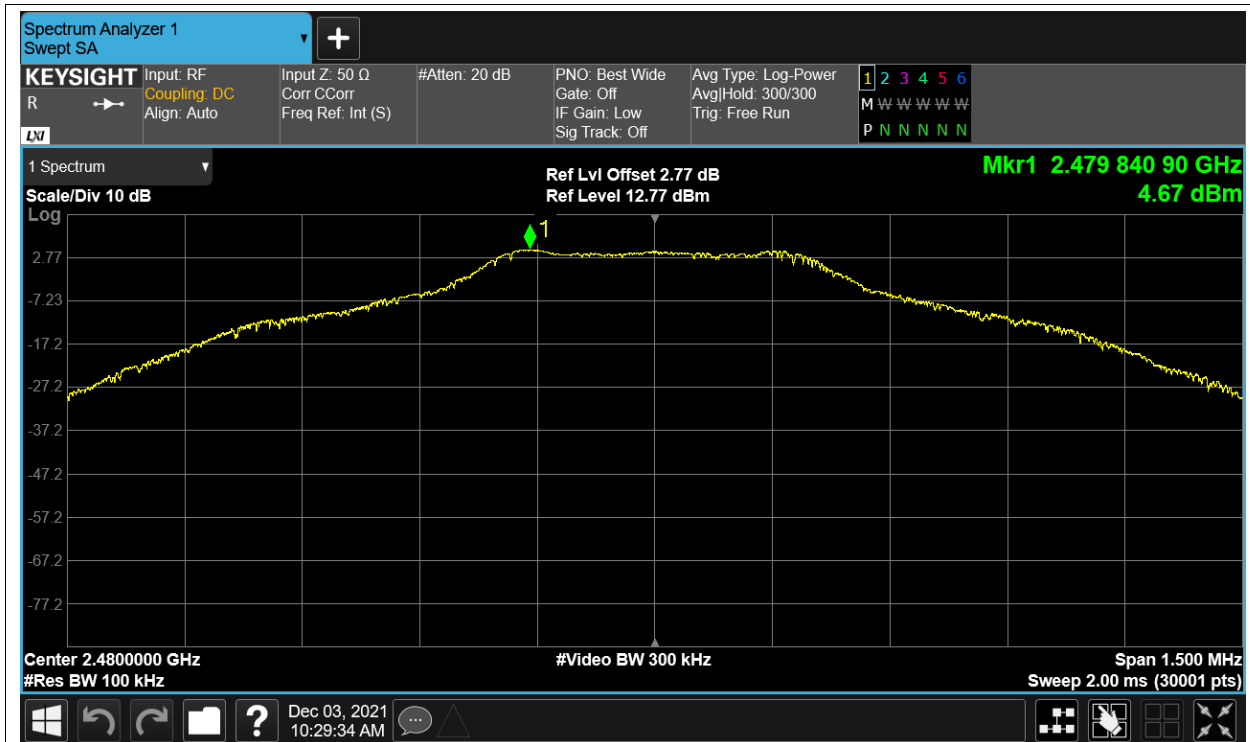 Spectrum Analyzer 1
Swept SA
+
KEYSIGHT
R
LXI
Input: RF
Coupling: DC
Align: Auto
Input Z: 50 Ω
Corr CCorr
Freq Ref: Int (S)
#Atten: 20 dB
PNO: Best Wide
Gate: Off
IF Gain: Low
Sig Track: Off
Avg Type: Log-Power
Avg|Hold: 300/300
Trig: Free Run
1 2 3 4 5 6
M W W W W W W
P N N N N N N
1 Spectrum
Scale/Div 10 dB
Ref Lvl Offset 2.77 dB
Ref Level 12.77 dBm
Mkr1 2.479 840 90 GHz
4.67 dBm
Log
1
2.77
-7.23
-17.2
-27.2
-37.2
-47.2
-57.2
-67.2
-77.2
Center 2.4800000 GHz
#Video BW 300 kHz
Span 1.500 MHz
#Res BW 100 kHz
Sweep 2.00 ms (30001 pts)
?
Dec 03, 2021
10:29:34 AM